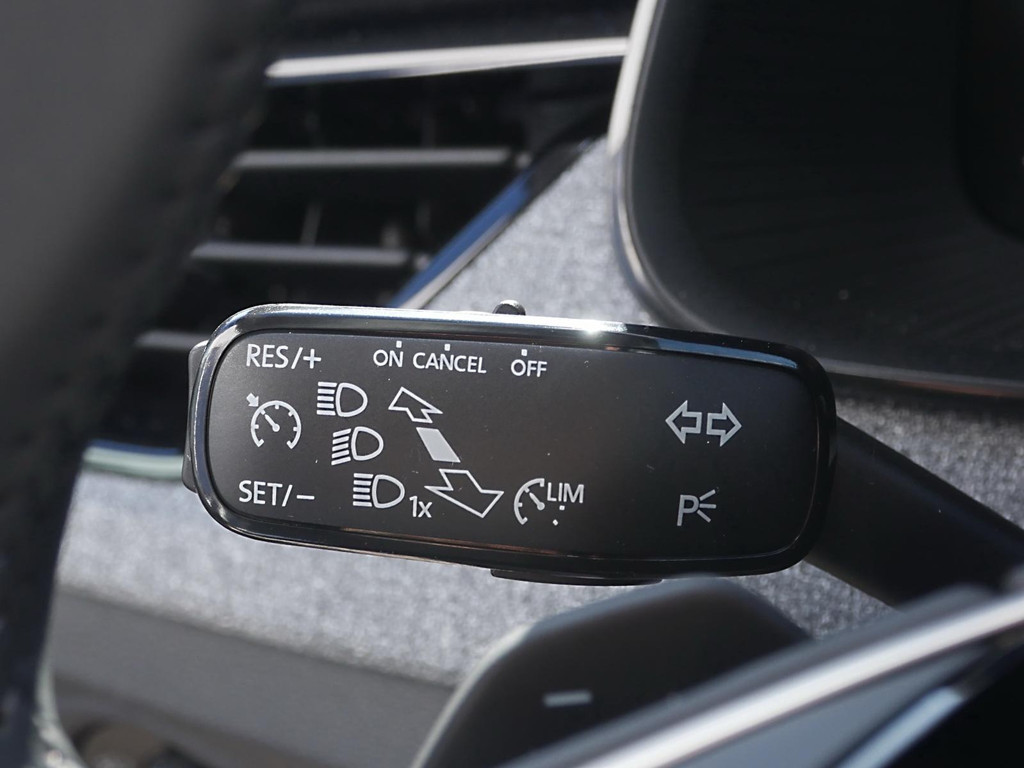 RES/+ ON CANCEL OFF
SET/− 1x LIM P